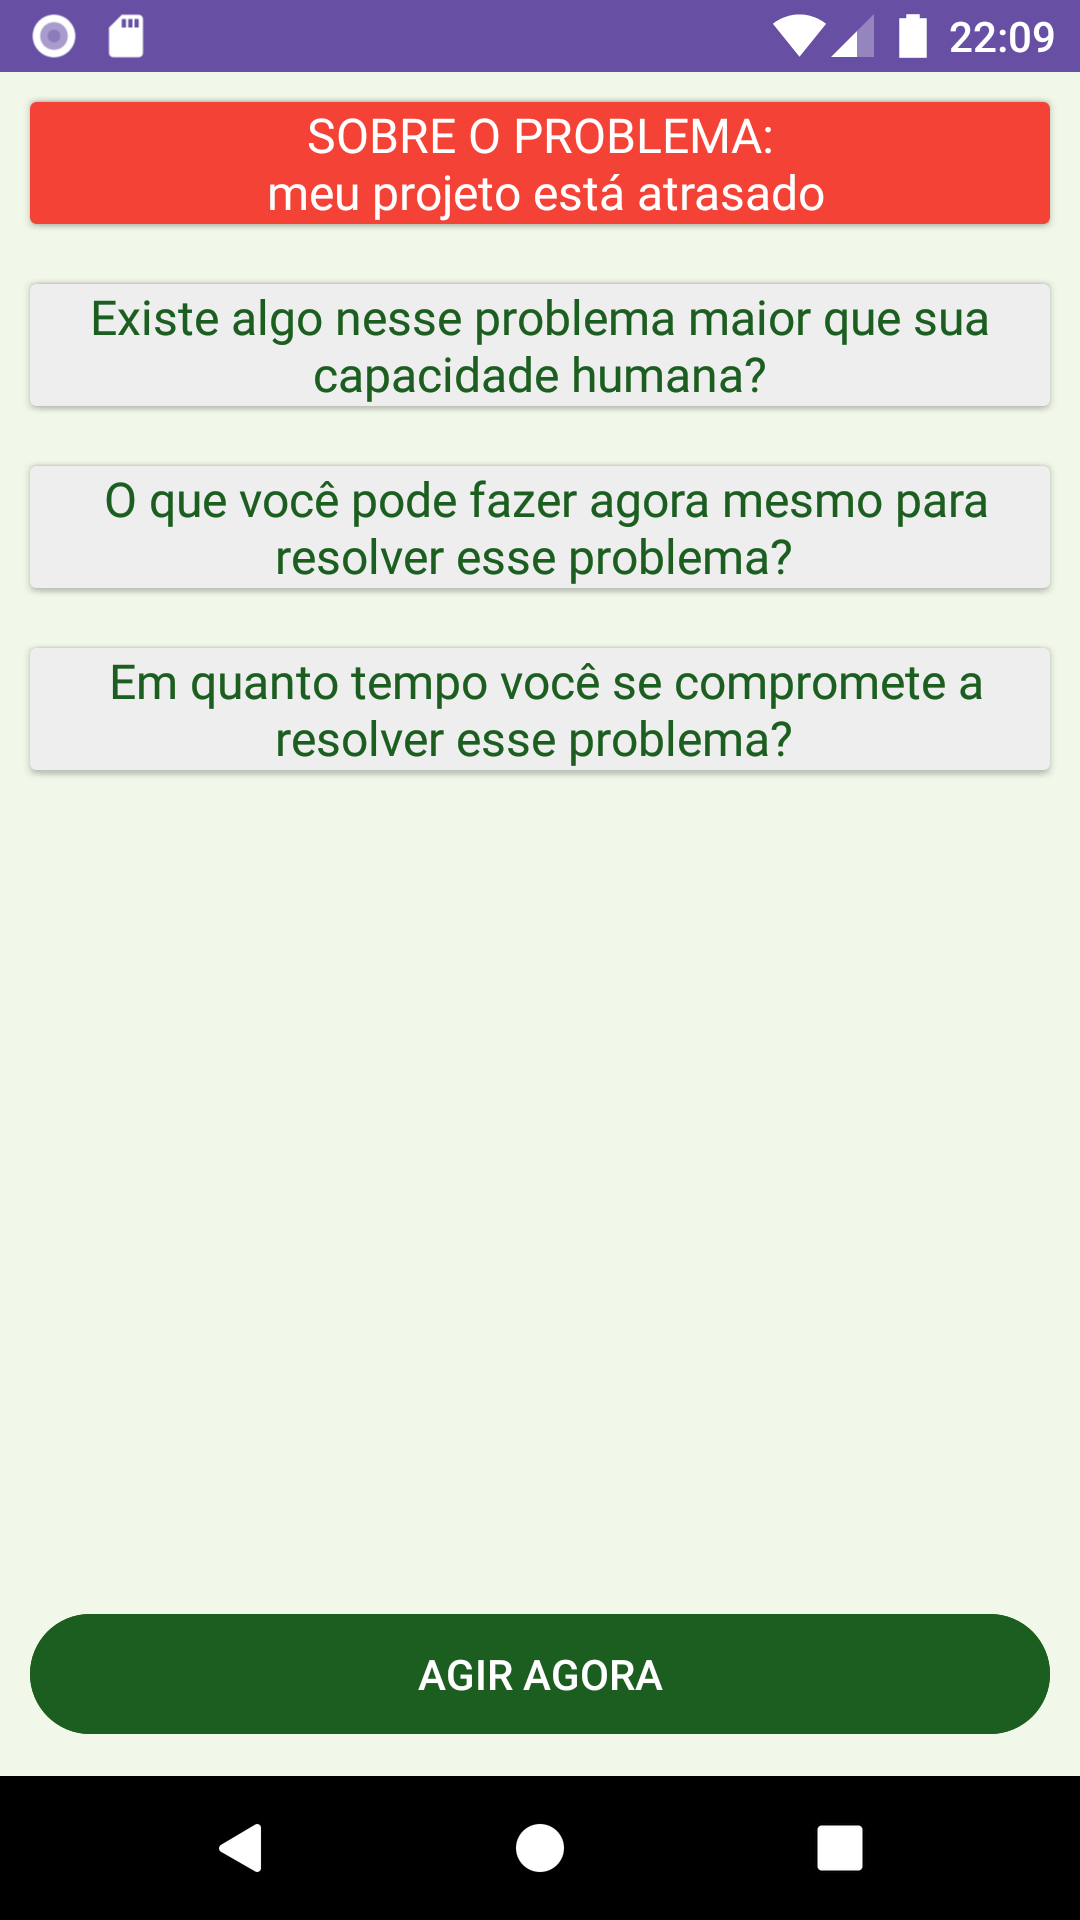 22:09
SOBRE O PROBLEMA:
meu projeto está atrasado
Existe algo nesse problema maior que sua
capacidade humana?
O que você pode fazer agora mesmo para
resolver esse problema?
Em quanto tempo você se compromete a
resolver esse problema?
AGIR AGORA